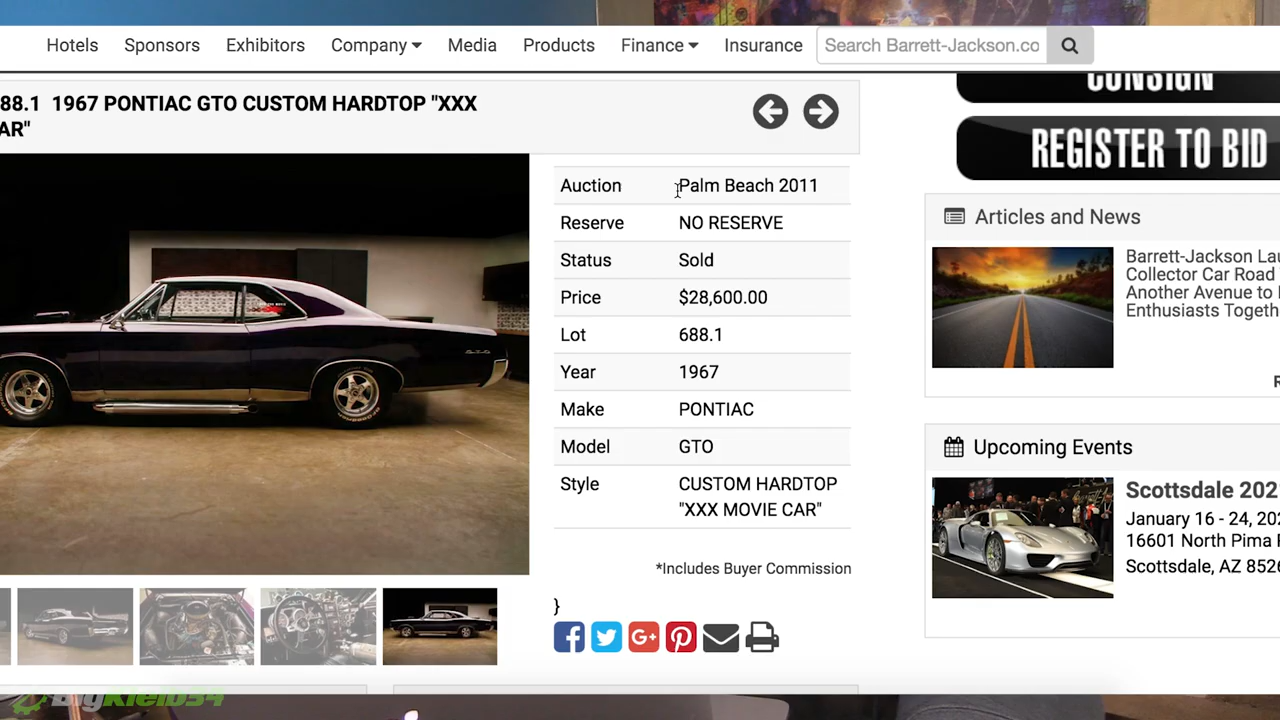 Hotels Sponsors Exhibitors Company Media Products Finance Insurance Search Barrett-Jackson.co
CONSIGN
REGISTER TO BID
88.1 1967 PONTIAC GTO CUSTOM HARDTOP "XXX
AR"
Auction Palm Beach 2011
Reserve NO RESERVE
Status Sold
Price $28,600.00
Lot 688.1
Year 1967
Make PONTIAC
Model GTO
Style CUSTOM HARDTOP
"XXX MOVIE CAR"
*Includes Buyer Commission
}
Articles and News
Barrett-Jackson Lau
Collector Car Road
Another Avenue to
Enthusiasts Togeth
R
Upcoming Events
Scottsdale 202
January 16 - 24, 202
16601 North Pima
Scottsdale, AZ 8526
BigKleib34